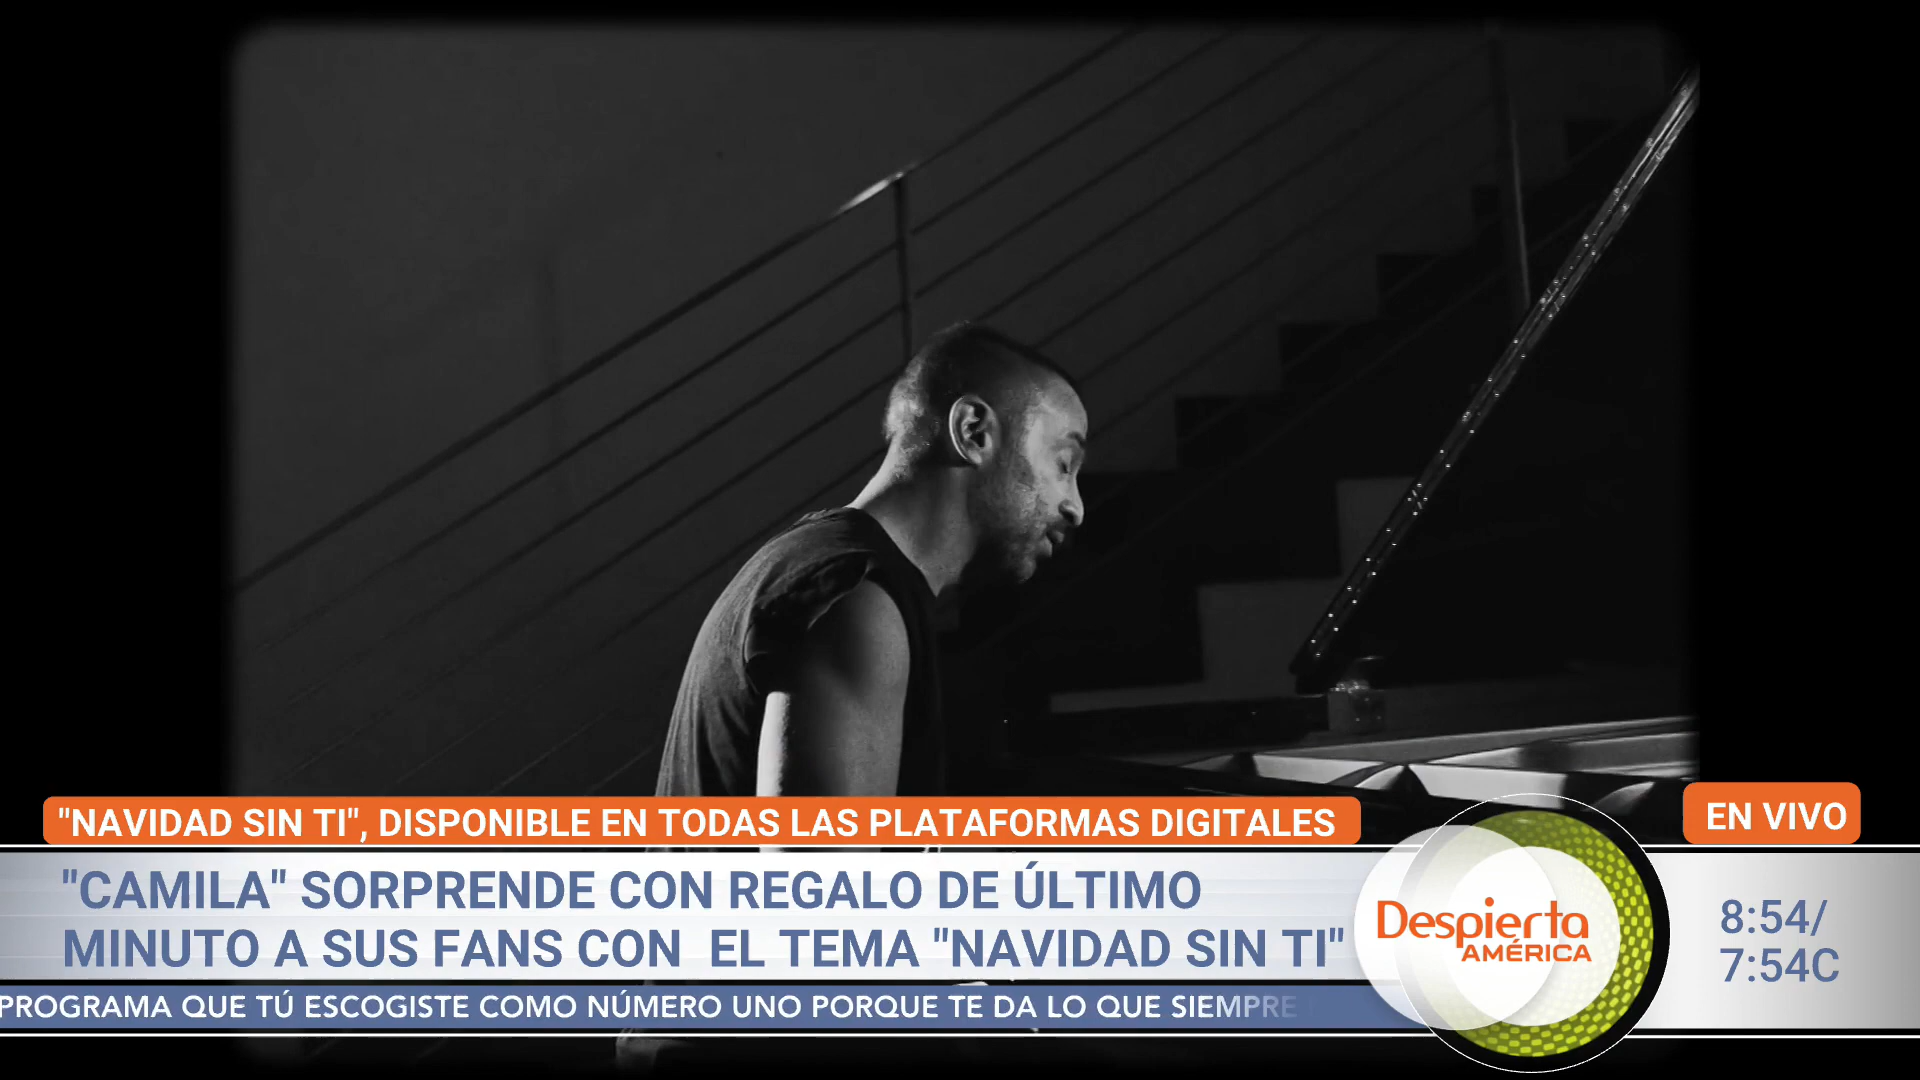 "NAVIDAD SIN TI", DISPONIBLE EN TODAS LAS PLATAFORMAS DIGITALES
EN VIVO
"CAMILA" SORPRENDE CON REGALO DE ÚLTIMO
MINUTO A SUS FANS CON EL TEMA "NAVIDAD SIN TI"
Despierta
AMÉRICA
8:54/
7:54C
PROGRAMA QUE TÚ ESCOGISTE COMO NÚMERO UNO PORQUE TE DA LO QUE SIEMPRE